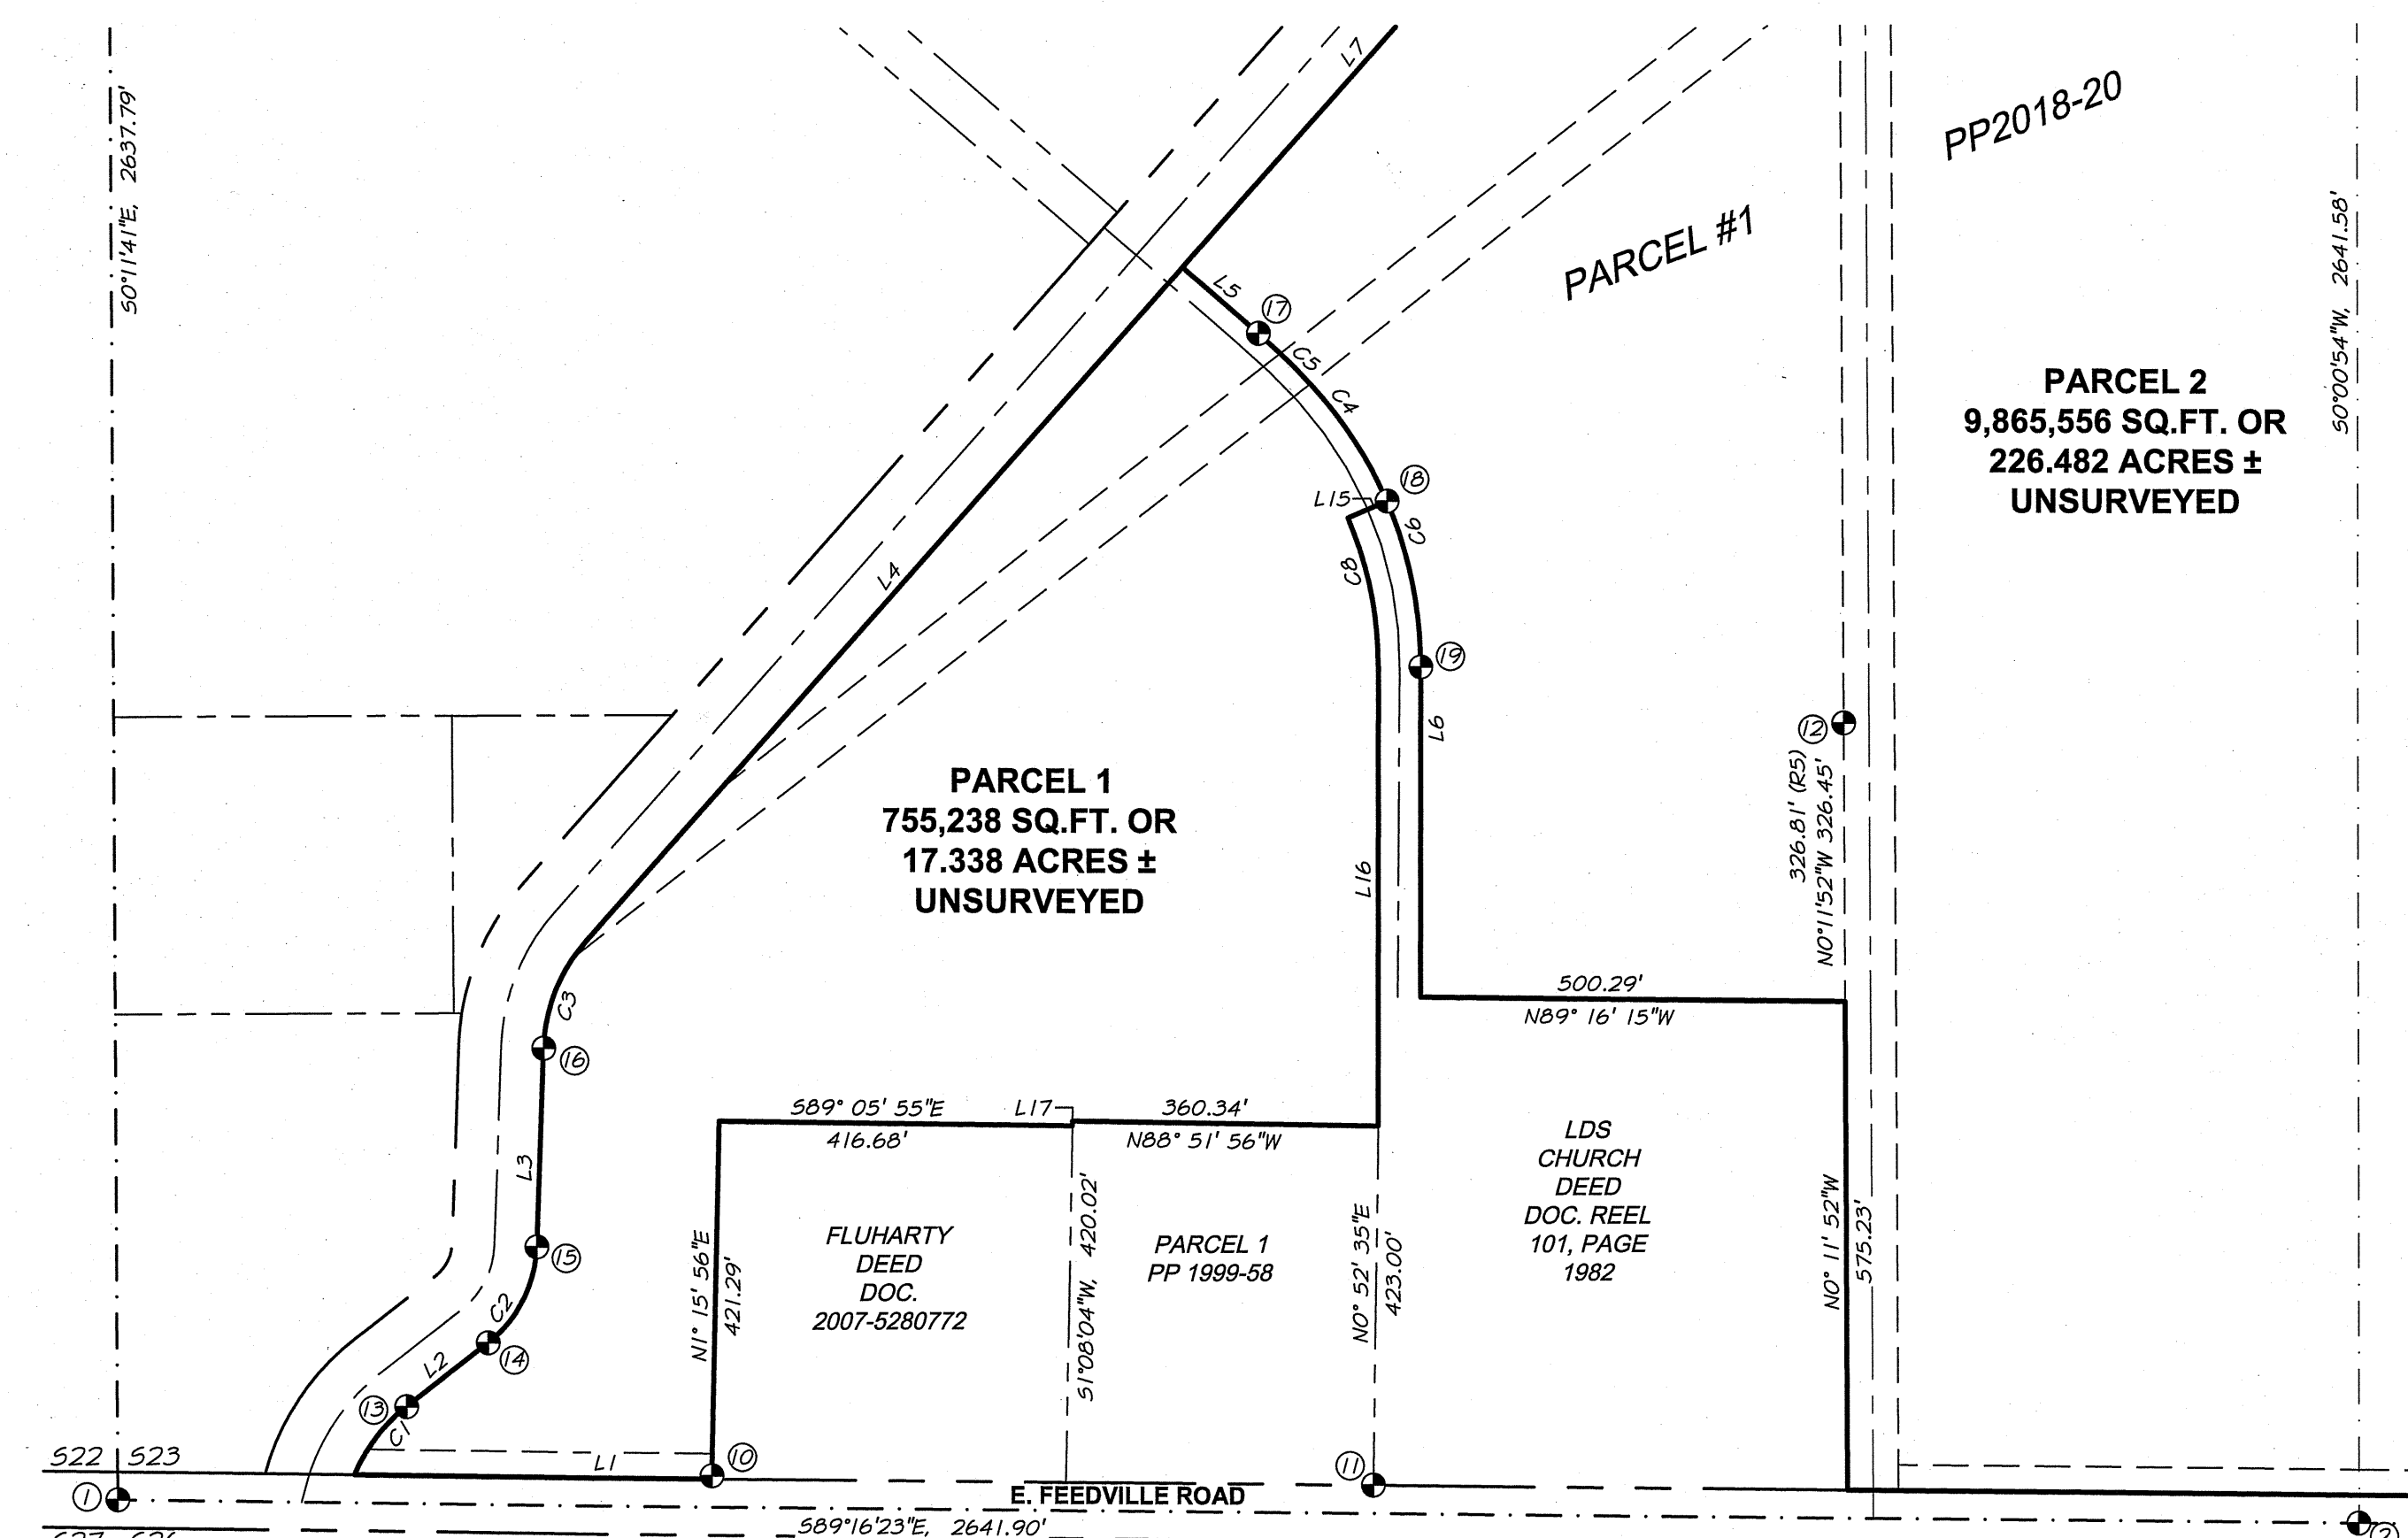 L7
PP2018-20
S0°11'41"E, 2637.79'
PARCEL #1
S0°00'54"W, 2641.58'
L5
17
C5
C4
PARCEL 2
9,865,556 SQ.FT. OR
226.482 ACRES ±
UNSURVEYED
18
L15
C6
C8
L4
19
L6
12
326.81' (R5)
N0°11'52"W 326.45'
PARCEL 1
755,238 SQ.FT. OR
17.338 ACRES ±
UNSURVEYED
L16
500.29'
N89° 16' 15"W
C3
16
S89° 05' 55"E
416.68'
L17
360.34'
N88° 51' 56"W
L3
15
N1° 15' 56"E
421.29'
FLUHARTY
DEED
DOC.
2007-5280772
S1°08'04"W, 420.02'
PARCEL 1
PP 1999-58
N0° 52' 35"E
423.00'
LDS
CHURCH
DEED
DOC. REEL
101, PAGE
1982
N0° 11' 52"W
575.23'
C2
14
L2
13
C1
S22 S23
L1
10
11
1
E. FEEDVILLE ROAD
S89°16'23"E, 2641.90'
2
S27 S26